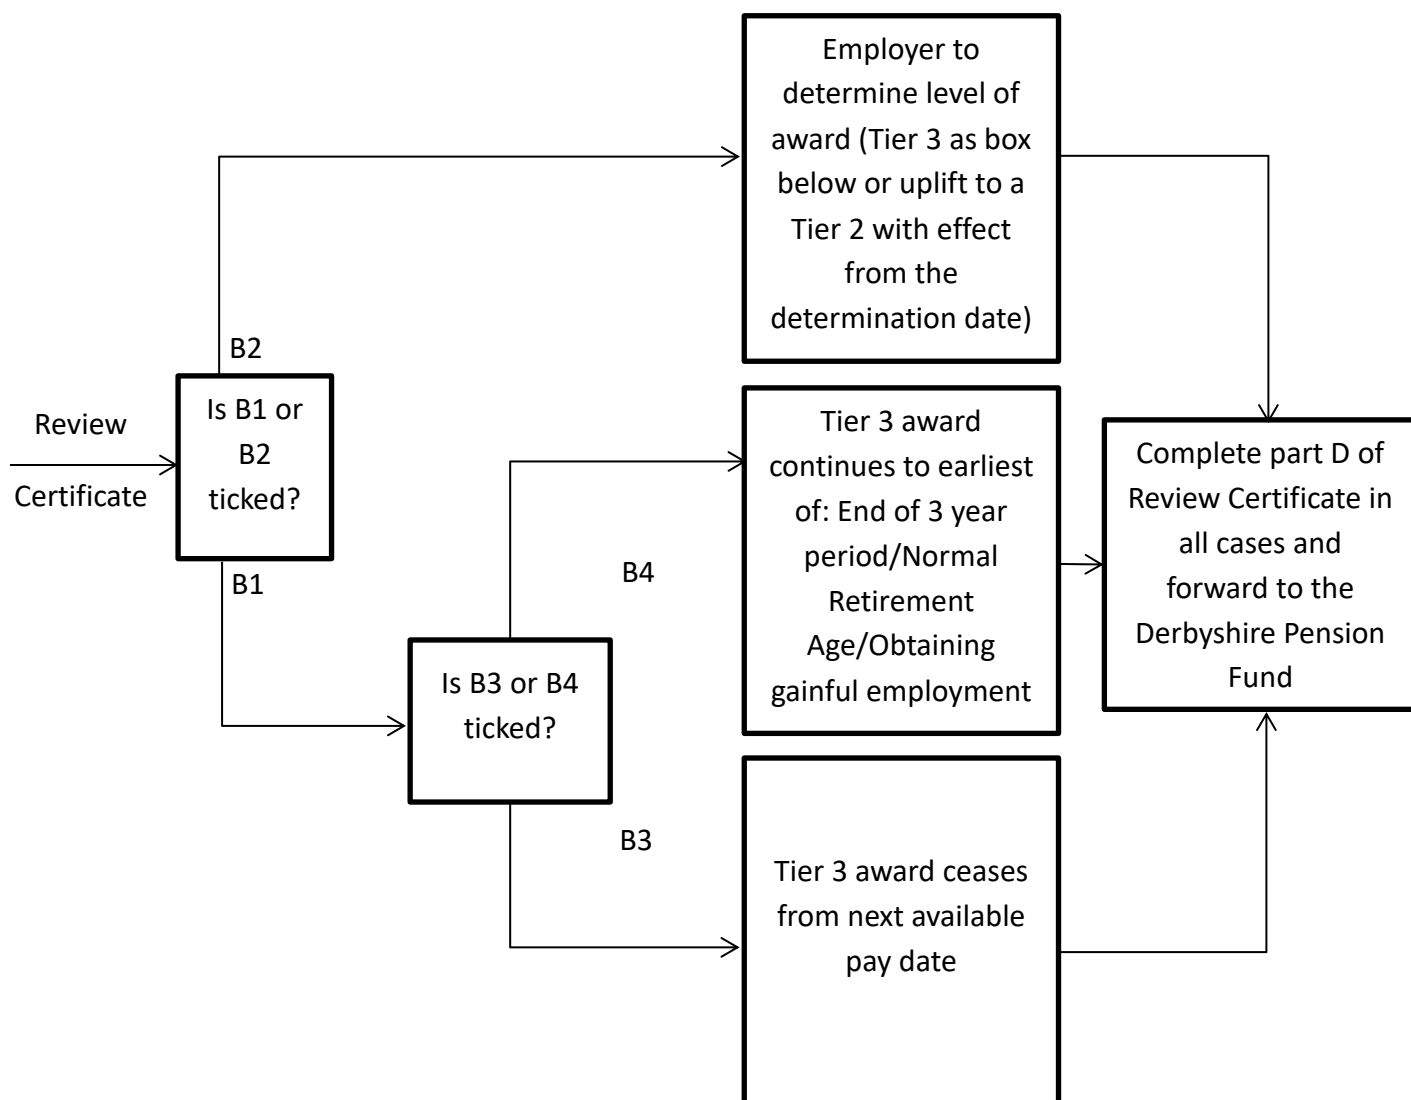 Employer to
determine level of
award (Tier 3 as box
below or uplift to a
Tier 2 with effect
from the
determination date)
B2
Review
Certificate
Is B1 or
B2
ticked?
B1
Tier 3 award
continues to earliest
of: End of 3 year
period/Normal
Retirement
Age/Obtaining
gainful employment
Complete part D of
Review Certificate in
all cases and
forward to the
Derbyshire Pension
Fund
B4
Is B3 or B4
ticked?
B3
Tier 3 award ceases
from next available
pay date